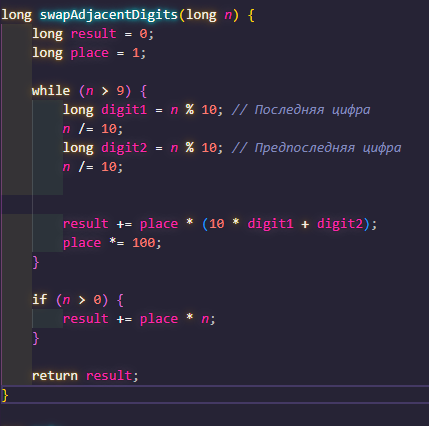 long swapAdjacentDigits(long n) {
    long result = 0;
    long place = 1;

    while (n > 9) {
        long digit1 = n % 10; // Последняя цифра
        n /= 10;
        long digit2 = n % 10; // Предпоследняя цифра
        n /= 10;


        result += place * (10 * digit1 + digit2);
        place *= 100;
    }

    if (n > 0) {
        result += place * n;
    }

    return result;
}